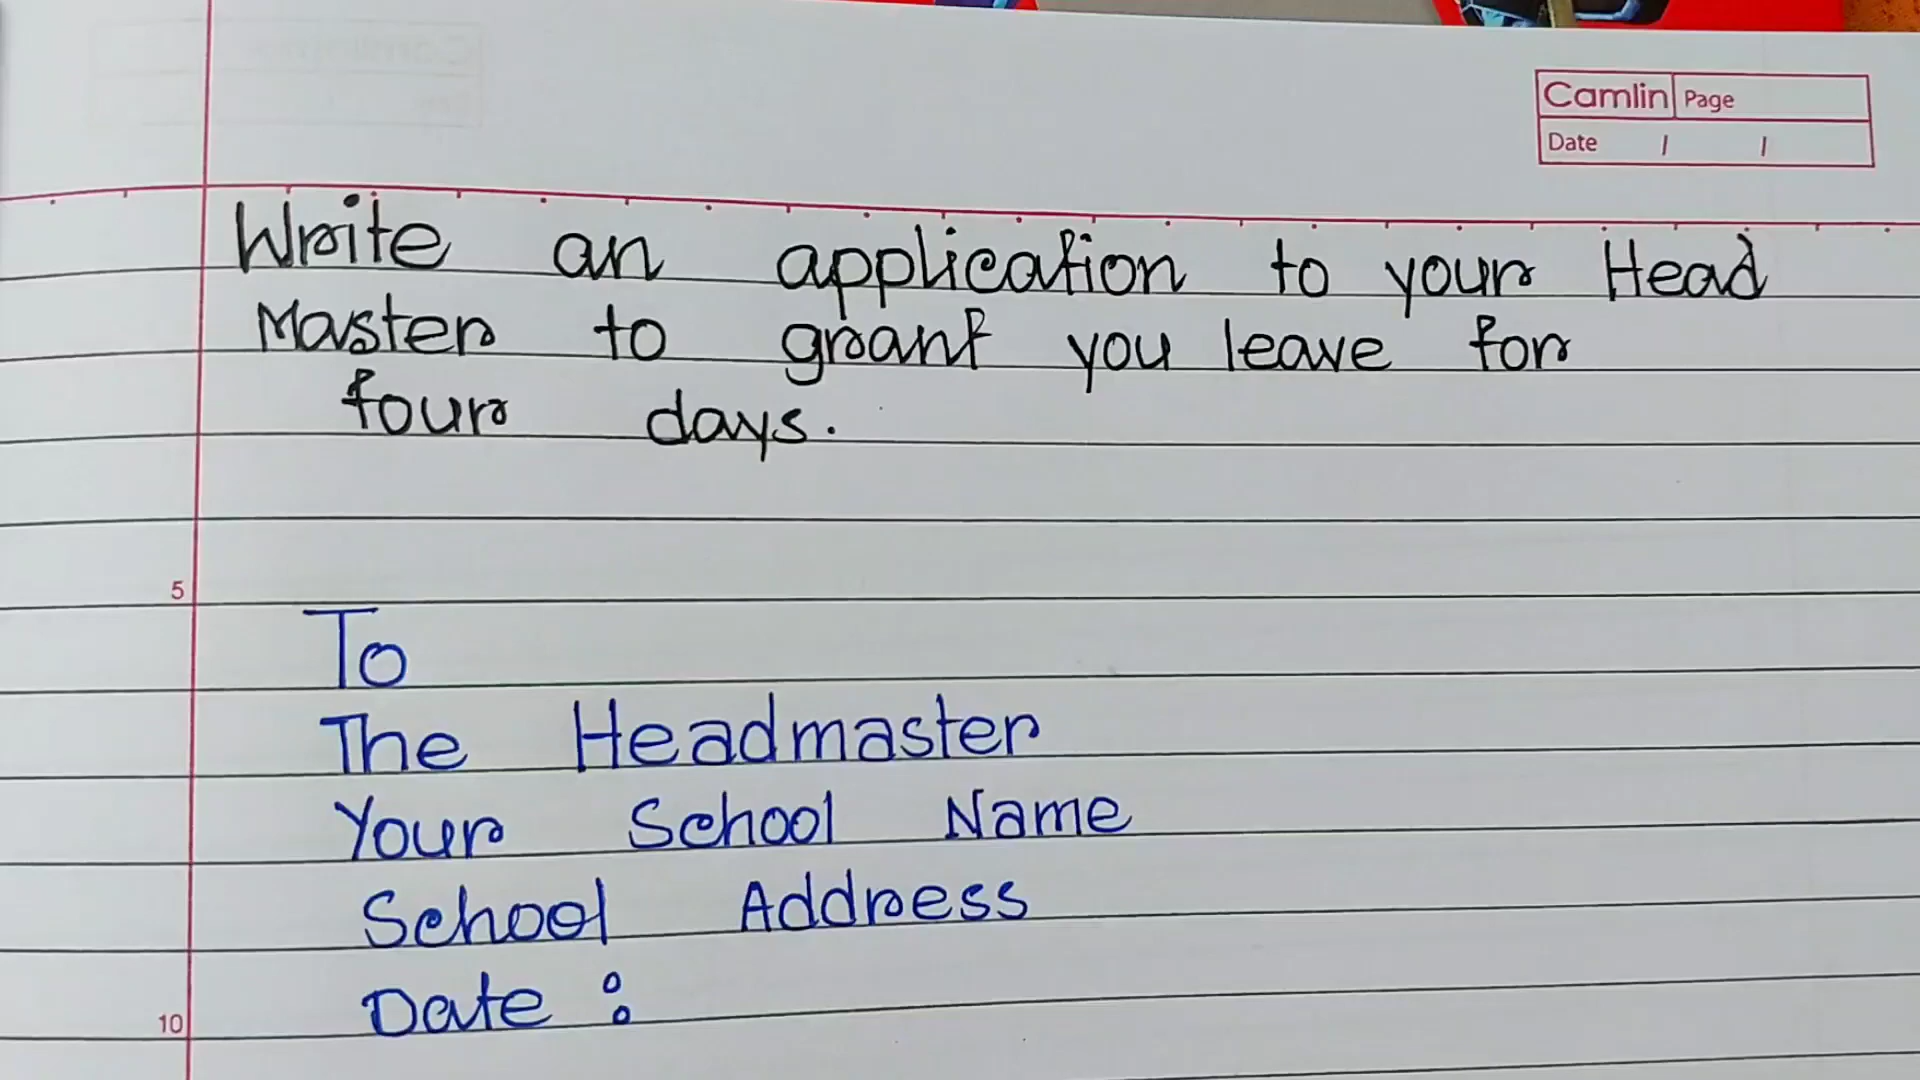 Camlin Page
Date / /
Write an application to your Head
Master to grant you leave for
four days.
5
To
The Headmaster
Your School Name
School Address
10
Date :